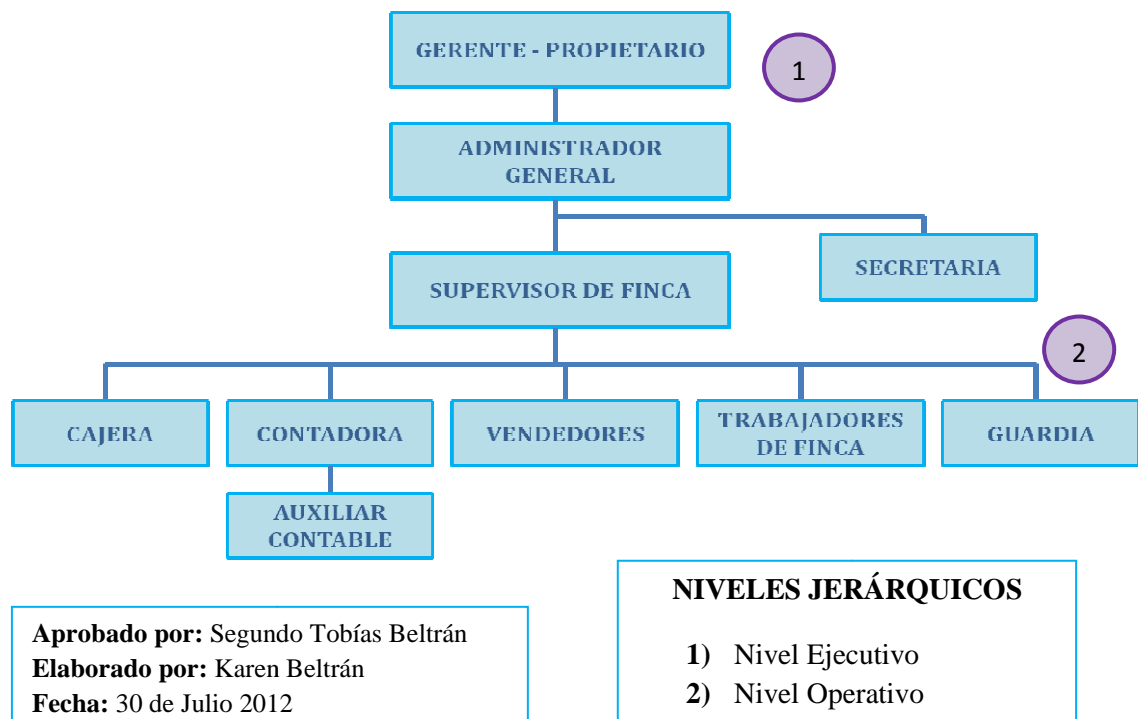 GERENTE - PROPIETARIO
1
ADMINISTRADOR
GENERAL
SECRETARIA
SUPERVISOR DE FINCA
2
CAJERA
CONTADORA
VENDEDORES
TRABAJADORES
DE FINCA
GUARDIA
AUXILIAR
CONTABLE
Aprobado por: Segundo Tobías Beltrán
Elaborado por: Karen Beltrán
Fecha: 30 de Julio 2012
NIVELES JERÁRQUICOS
1) Nivel Ejecutivo
2) Nivel Operativo